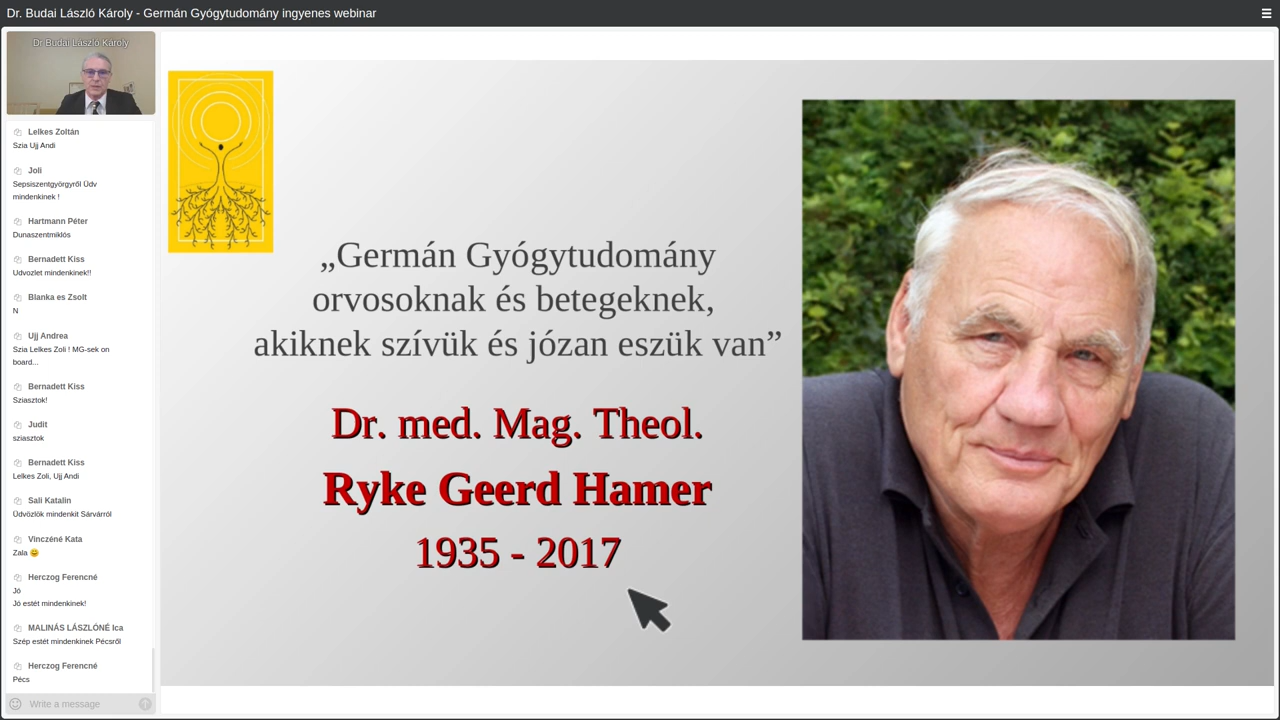 Dr. Budai László Károly - Germán Gyógytudomány ingyenes webinar
Dr Budai László Károly
Lelkes Zoltán
Szia Ujj Andi
Joli
Sepsiszentgyörgyről Üdv
mindenkinek !
Hartmann Péter
Dunaszentmiklós
Bernadett Kiss
Udvozlet mindenkinek!!
Blanka es Zsolt
N
Ujj Andrea
Szia Lelkes Zoli ! MG-sek on
board...
Bernadett Kiss
Sziasztok!
Judit
sziasztok
Bernadett Kiss
Lelkes Zoli, Ujj Andi
Sali Katalin
Üdvözlök mindenkit Sárvárról
Vinczéné Kata
Zala 😀
Herczog Ferencné
Jó
Jó estét mindenkinek!
MALINÁS LÁSZLÓNÉ Ica
Szép estét mindenkinek Pécsről
Herczog Ferencné
Pécs
Write a message
„Germán Gyógytudomány
orvosoknak és betegeknek,
akiknek szívük és józan eszük van”
Dr. med. Mag. Theol.
Ryke Geerd Hamer
1935 - 2017